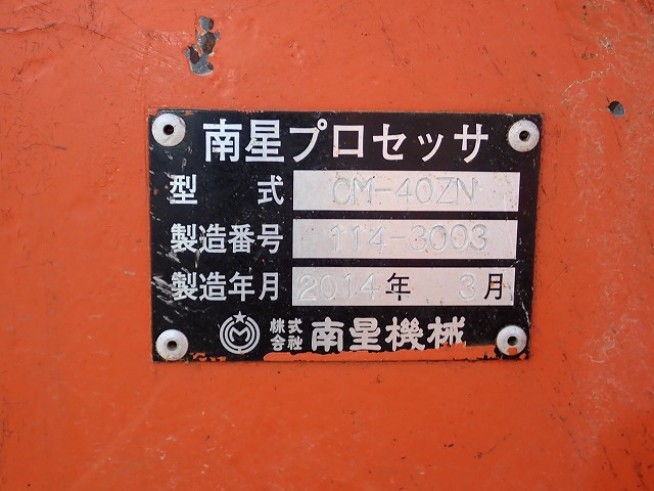 南星プロセッサ
型式 CM-40ZN
製造番号 114-3003
製造年月 2014年 3月
株式会社 南星機械